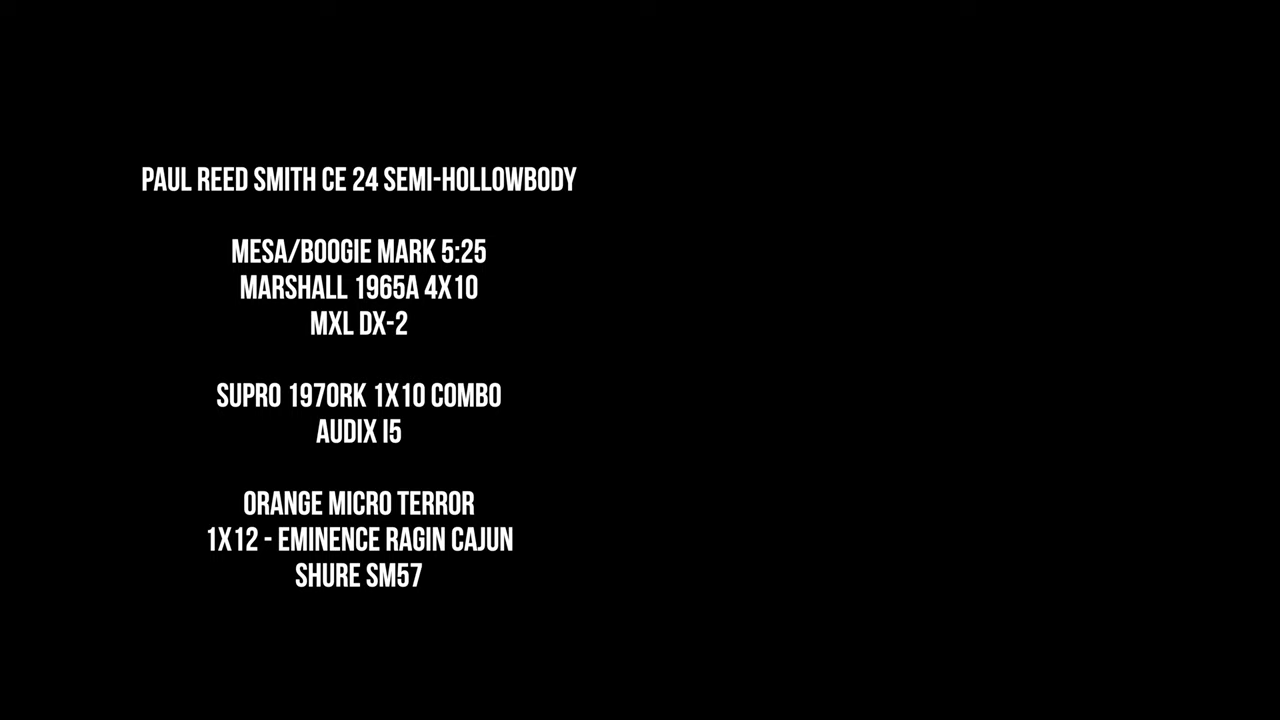 PAUL REED SMITH CE 24 SEMI-HOLLOWBODY
MESA/BOOGIE MARK 5:25
MARSHALL 1965A 4X10
MXL DX-2
SUPRO 1970RK 1X10 COMBO
AUDIX I5
ORANGE MICRO TERROR
1X12 - EMINENCE RAGIN CAJUN
SHURE SM57